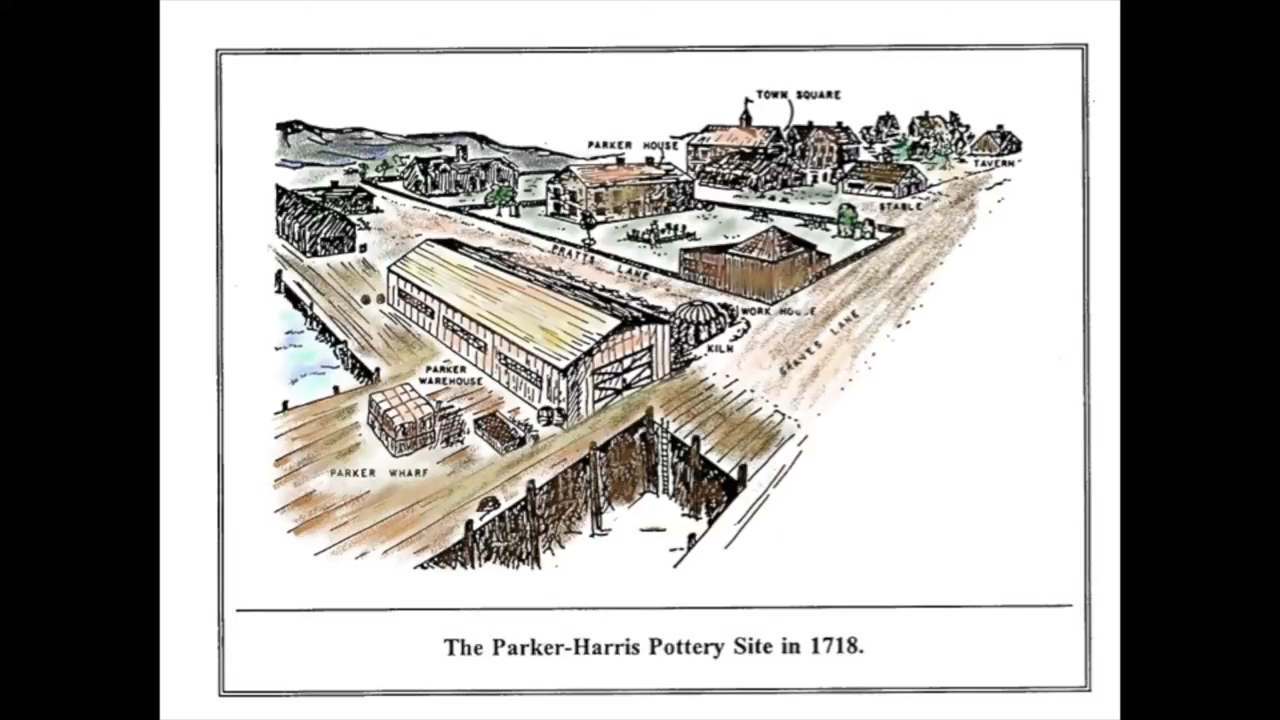 TOWN SQUARE
PARKER HOUSE
TAVERN
STABLE
PRATTS LANE
WORK HOUSE
GRAVES LANE
KILN
PARKER
WAREHOUSE
PARKER WHARF
The Parker-Harris Pottery Site in 1718.